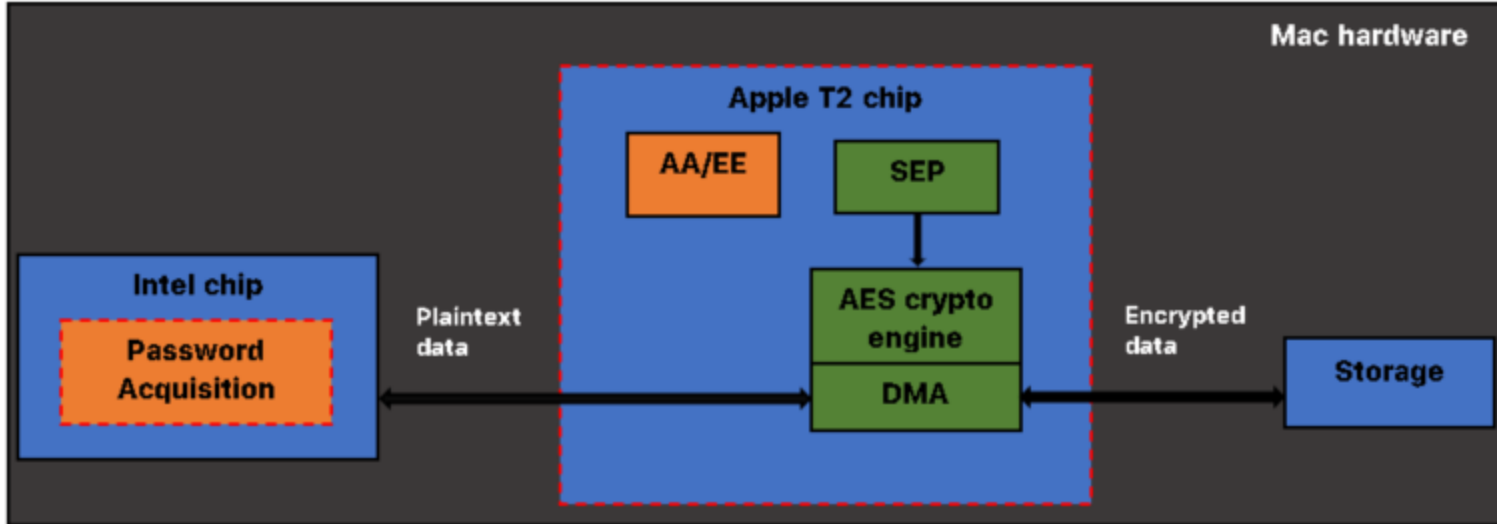 Mac hardware
Apple T2 chip
AA/EE
SEP
Intel chip
Password
Acquisition
Plaintext
data
AES crypto
engine
DMA
Encrypted
data
Storage